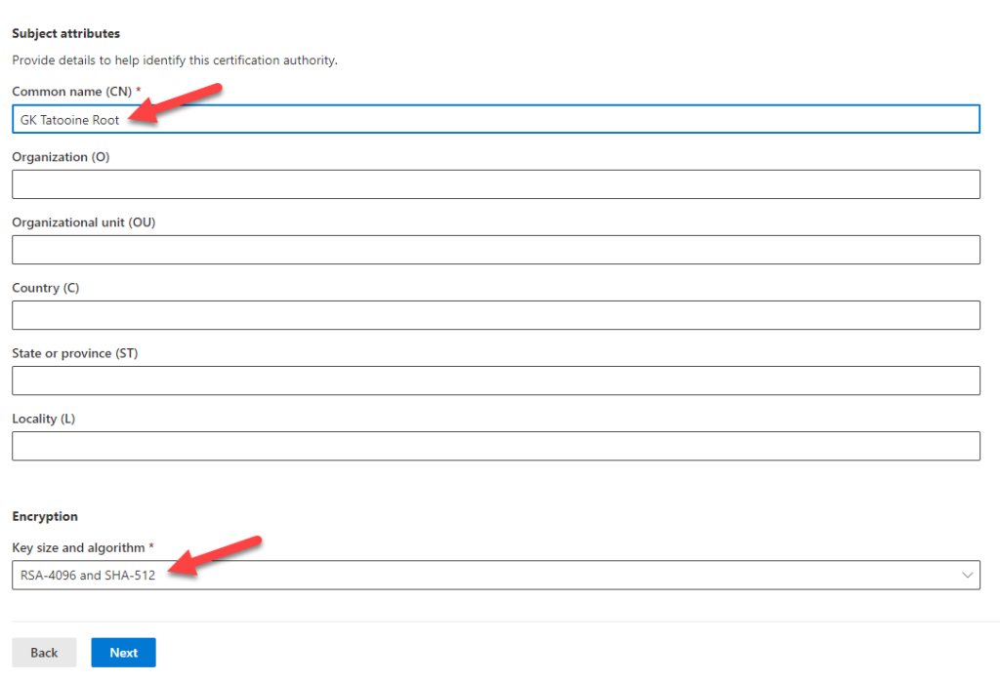 Subject attributes
Provide details to help identify this certification authority.
Common name (CN) *
GK Tatooine Root
Organization (O)
Organizational unit (OU)
Country (C)
State or province (ST)
Locality (L)
Encryption
Key size and algorithm *
RSA-4096 and SHA-512
Back Next